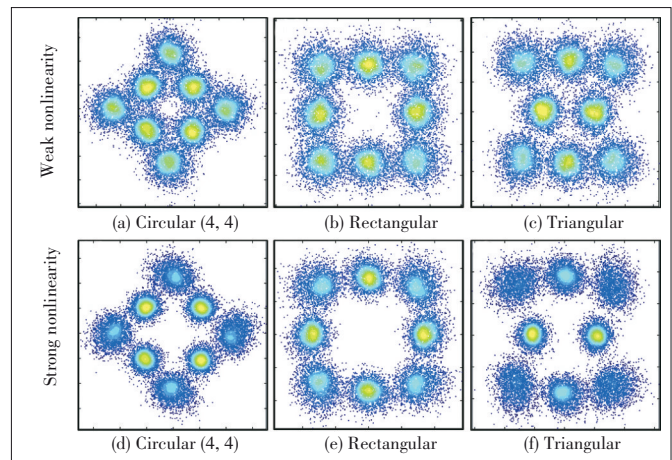 Weak nonlinearity
(a) Circular (4, 4) (b) Rectangular (c) Triangular
Strong nonlinearity
(d) Circular (4, 4) (e) Rectangular (f) Triangular